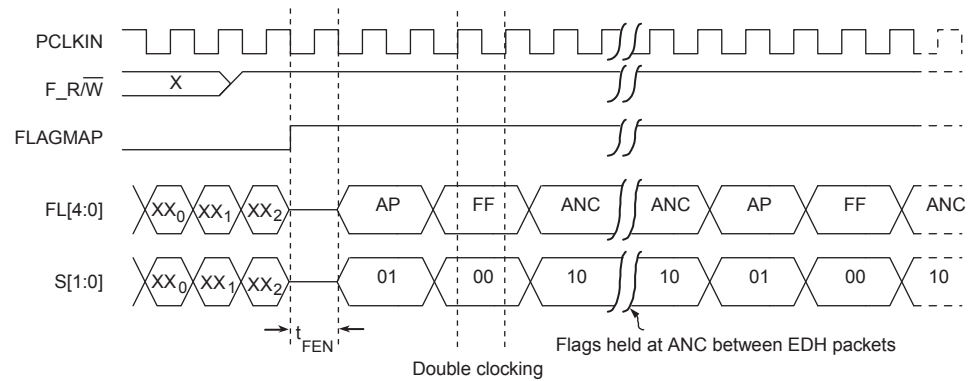 PCLKIN
F_R/W̅ X
FLAGMAP
FL[4:0] XX0 XX1 XX2 AP FF ANC ANC AP FF ANC
S[1:0] XX0 XX1 XX2 01 00 10 10 01 00 10
tFEN
Flags held at ANC between EDH packets
Double clocking